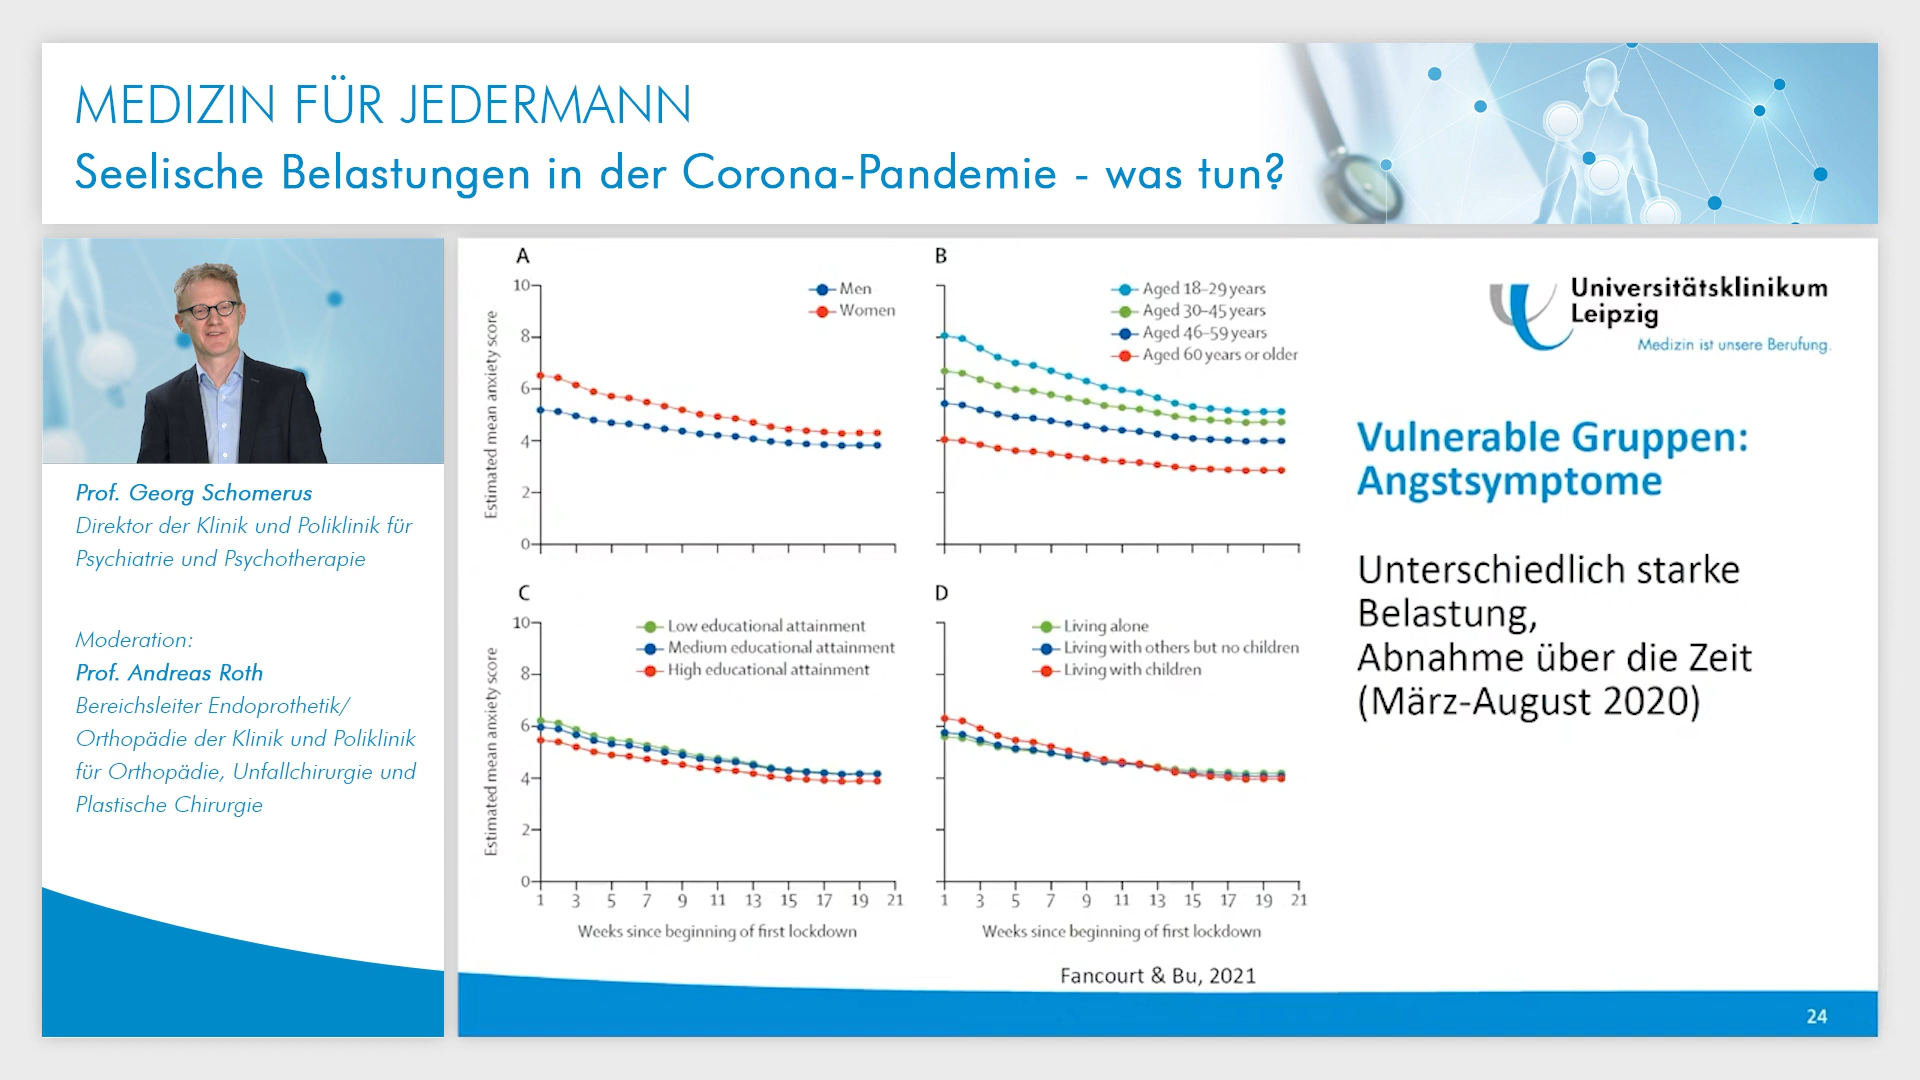 MEDIZIN FÜR JEDERMANN
Seelische Belastungen in der Corona-Pandemie - was tun?
Prof. Georg Schomerus
Direktor der Klinik und Poliklinik für
Psychiatrie und Psychotherapie
Moderation:
Prof. Andreas Roth
Bereichsleiter Endoprothetik/
Orthopädie der Klinik und Poliklinik
für Orthopädie, Unfallchirurgie und
Plastische Chirurgie
A
10
8
6
4
2
0
Estimated mean anxiety score
Men
Women
B
Aged 18–29 years
Aged 30–45 years
Aged 46–59 years
Aged 60 years or older
C
10
8
6
4
2
0
Estimated mean anxiety score
Low educational attainment
Medium educational attainment
High educational attainment
1 3 5 7 9 11 13 15 17 19 21
Weeks since beginning of first lockdown
D
Living alone
Living with others but no children
Living with children
1 3 5 7 9 11 13 15 17 19 21
Weeks since beginning of first lockdown
Fancourt & Bu, 2021
Universitätsklinikum
Leipzig
Medizin ist unsere Berufung.
Vulnerable Gruppen:
Angstsymptome
Unterschiedlich starke
Belastung,
Abnahme über die Zeit
(März-August 2020)
24